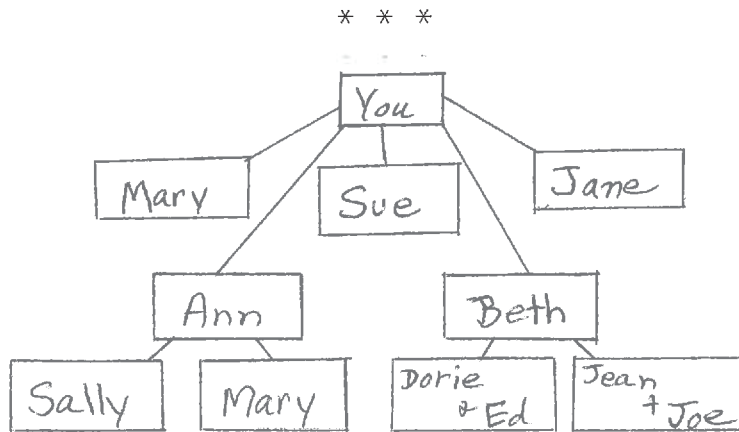 * * *
You
Mary
Sue
Jane
Ann
Beth
Sally
Mary
Dorie
& Ed
Jean
+ Joe